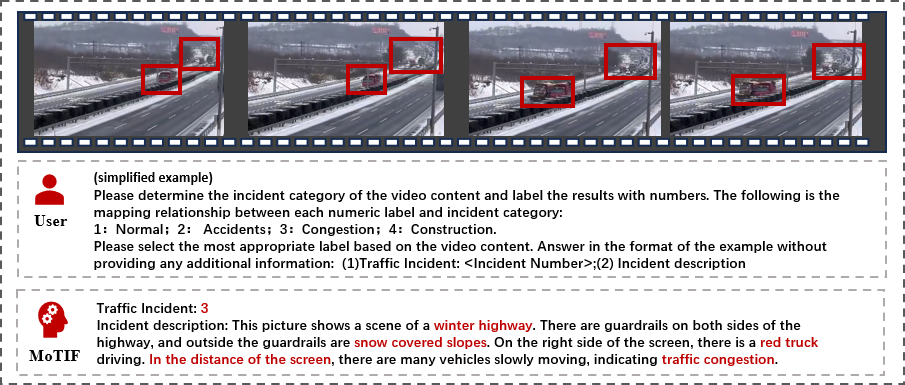 (simplified example)
Please determine the incident category of the video content and label the results with numbers. The following is the
mapping relationship between each numeric label and incident category:
1: Normal; 2: Accidents; 3: Congestion; 4: Construction.
Please select the most appropriate label based on the video content. Answer in the format of the example without
providing any additional information: (1)Traffic Incident: <Incident Number>;(2) Incident description
User
Traffic Incident: 3
Incident description: This picture shows a scene of a winter highway. There are guardrails on both sides of the
highway, and outside the guardrails are snow covered slopes. On the right side of the screen, there is a red truck
driving. In the distance of the screen, there are many vehicles slowly moving, indicating traffic congestion.
MoTIF